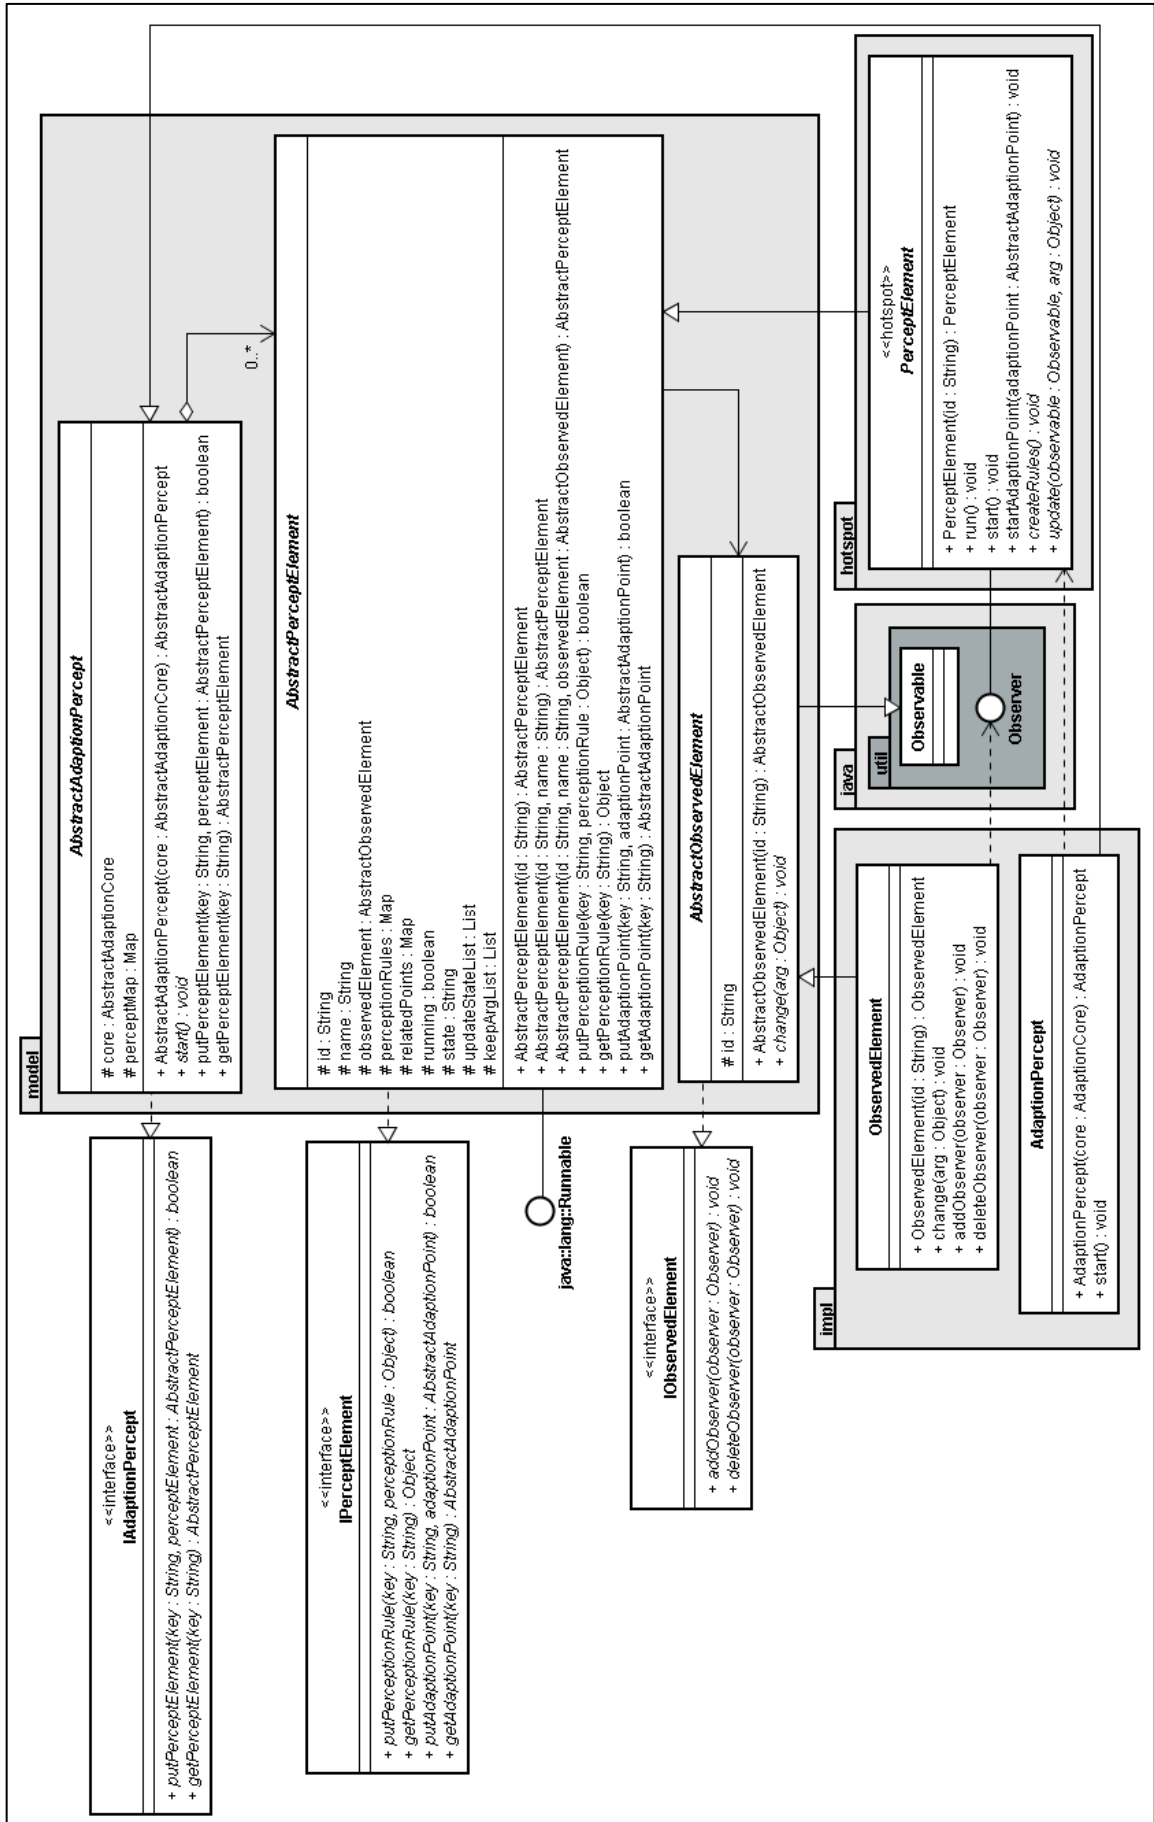 model
AbstractAdaptionPercept
# core : AbstractAdaptionCore
# perceptMap : Map
+ AbstractAdaptionPercept(core : AbstractAdaptionCore) : AbstractAdaptionPercept
+ start() : void
+ putPerceptElement(key : String, perceptElement : AbstractPerceptElement) : boolean
+ getPerceptElement(key : String) : AbstractPerceptElement
0..*
<<interface>>
IAdaptionPercept
+ putPerceptElement(key : String, perceptElement : AbstractPerceptElement) : boolean
+ getPerceptElement(key : String) : AbstractPerceptElement
AbstractPerceptElement
# id : String
# name : String
# observedElement : AbstractObservedElement
# perceptionRules : Map
# relatedPoints : Map
# running : boolean
# state : String
# updateStateList : List
# keepArgList : List
+ AbstractPerceptElement(id : String) : AbstractPerceptElement
+ AbstractPerceptElement(id : String, name : String) : AbstractPerceptElement
+ AbstractPerceptElement(id : String, name : String, observedElement : AbstractObservedElement) : AbstractPerceptElement
+ putPerceptionRule(key : String, perceptionRule : Object) : boolean
+ getPerceptionRule(key : String) : Object
+ putAdaptionPoint(key : String, adaptionPoint : AbstractAdaptionPoint) : boolean
+ getAdaptionPoint(key : String) : AbstractAdaptionPoint
<<interface>>
IPerceptElement
+ putPerceptionRule(key : String, perceptionRule : Object) : boolean
+ getPerceptionRule(key : String) : Object
+ putAdaptionPoint(key : String, adaptionPoint : AbstractAdaptionPoint) : boolean
+ getAdaptionPoint(key : String) : AbstractAdaptionPoint
java::lang::Runnable
AbstractObservedElement
# id : String
+ AbstractObservedElement(id : String) : AbstractObservedElement
+ change(arg : Object) : void
<<interface>>
IObservedElement
+ addObserver(observer : Observer) : void
+ deleteObserver(observer : Observer) : void
impl
ObservedElement
+ ObservedElement(id : String) : ObservedElement
+ change(arg : Object) : void
+ addObserver(observer : Observer) : void
+ deleteObserver(observer : Observer) : void
AdaptionPercept
+ AdaptionPercept(core : AdaptionCore) : AdaptionPercept
+ start() : void
java
util
Observable
Observer
hotspot
<<hotspot>>
PerceptElement
+ PerceptElement(id : String) : PerceptElement
+ run() : void
+ start() : void
+ startAdaptionPoint(adaptionPoint : AbstractAdaptionPoint) : void
+ createRules() : void
+ update(observable : Observable, arg : Object) : void